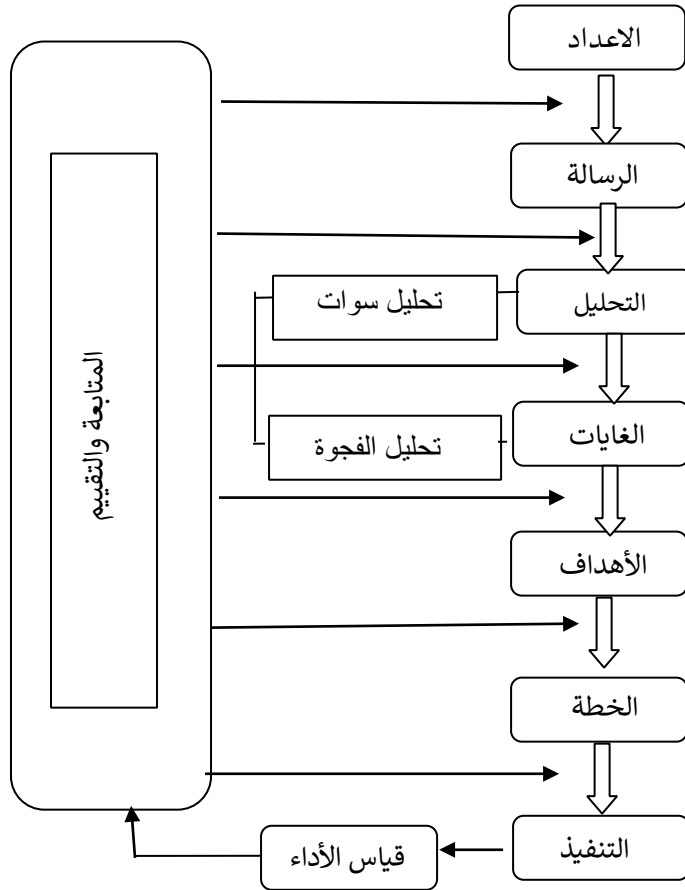 الاعداد
الرسالة
التحليل
تحليل سوات
الغايات
تحليل الفجوة
الأهداف
الخطة
التنفيذ
قياس الأداء
المتابعة والتقييم